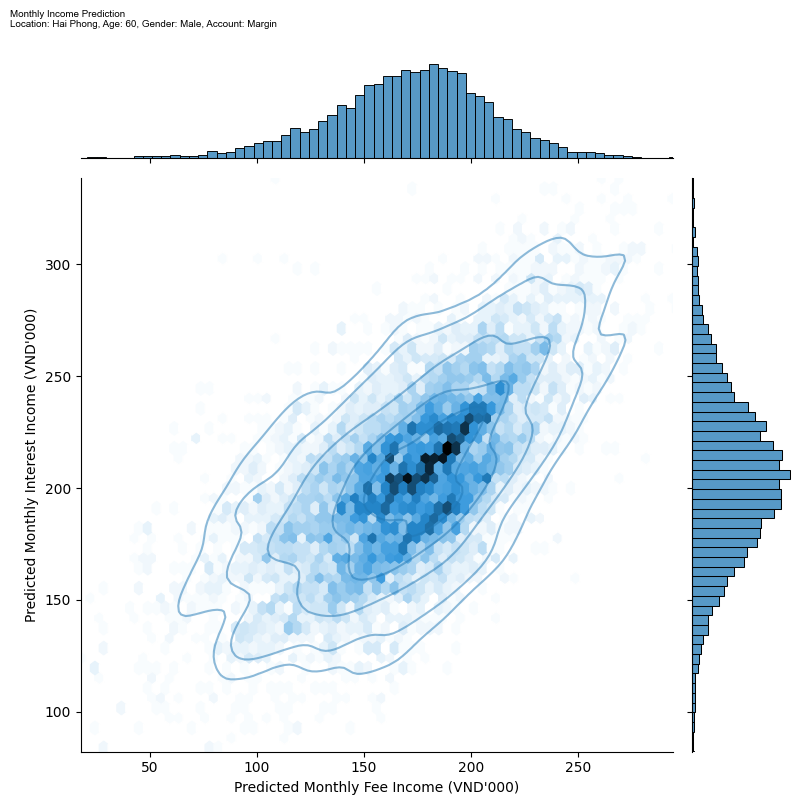 Monthly Income Prediction
Location: Hai Phong, Age: 60, Gender: Male, Account: Margin
300
250
200
150
100
Predicted Monthly Interest Income (VND'000)
50
100
150
200
250
Predicted Monthly Fee Income (VND'000)